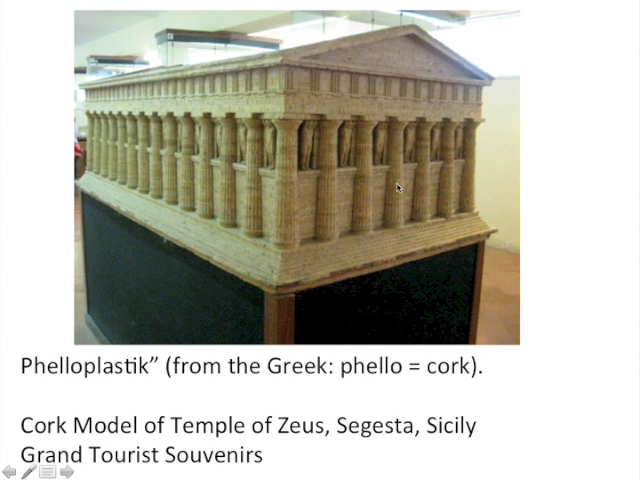 Phelloplastik” (from the Greek: phello = cork).
Cork Model of Temple of Zeus, Segesta, Sicily
Grand Tourist Souvenirs